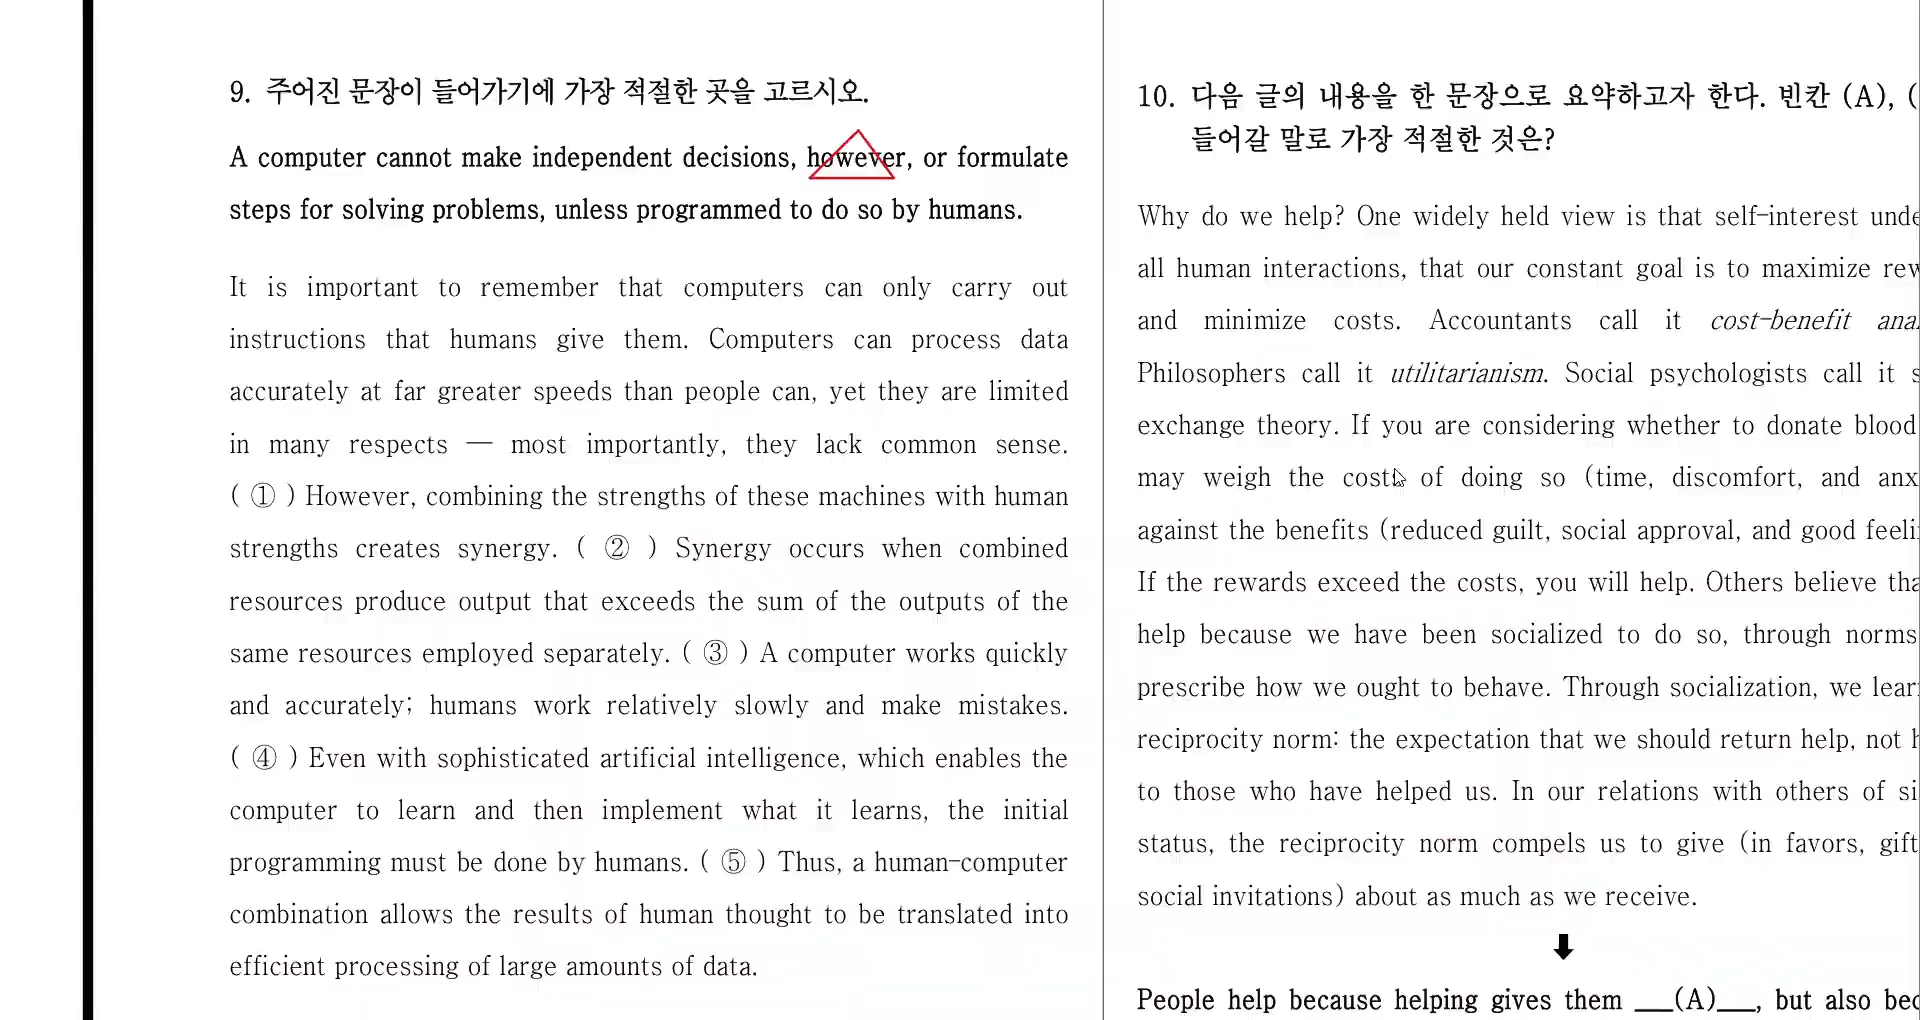 9. 주어진 문장이 들어가기에 가장 적절한 곳을 고르시오.
A computer cannot make independent decisions, however, or formulate
steps for solving problems, unless programmed to do so by humans.
It is important to remember that computers can only carry out
instructions that humans give them. Computers can process data
accurately at far greater speeds than people can, yet they are limited
in many respects — most importantly, they lack common sense.
( ① ) However, combining the strengths of these machines with human
strengths creates synergy. ( ② ) Synergy occurs when combined
resources produce output that exceeds the sum of the outputs of the
same resources employed separately. ( ③ ) A computer works quickly
and accurately; humans work relatively slowly and make mistakes.
( ④ ) Even with sophisticated artificial intelligence, which enables the
computer to learn and then implement what it learns, the initial
programming must be done by humans. ( ⑤ ) Thus, a human-computer
combination allows the results of human thought to be translated into
efficient processing of large amounts of data.
10. 다음 글의 내용을 한 문장으로 요약하고자 한다. 빈칸 (A), (
들어갈 말로 가장 적절한 것은?
Why do we help? One widely held view is that self-interest
all human interactions, that our constant goal is to maximize
and minimize costs. Accountants call it cost-benefit
Philosophers call it utilitarianism. Social psychologists call it
exchange theory. If you are considering whether to donate blood
may weigh the costs of doing so (time, discomfort, and
against the benefits (reduced guilt, social approval, and good
If the rewards exceed the costs, you will help. Others believe
help because we have been socialized to do so, through norms
prescribe how we ought to behave. Through socialization, we
reciprocity norm: the expectation that we should return help, not
to those who have helped us. In our relations with others of
status, the reciprocity norm compels us to give (in favors,
social invitations) about as much as we receive.
People help because helping gives them ___(A)___, but also